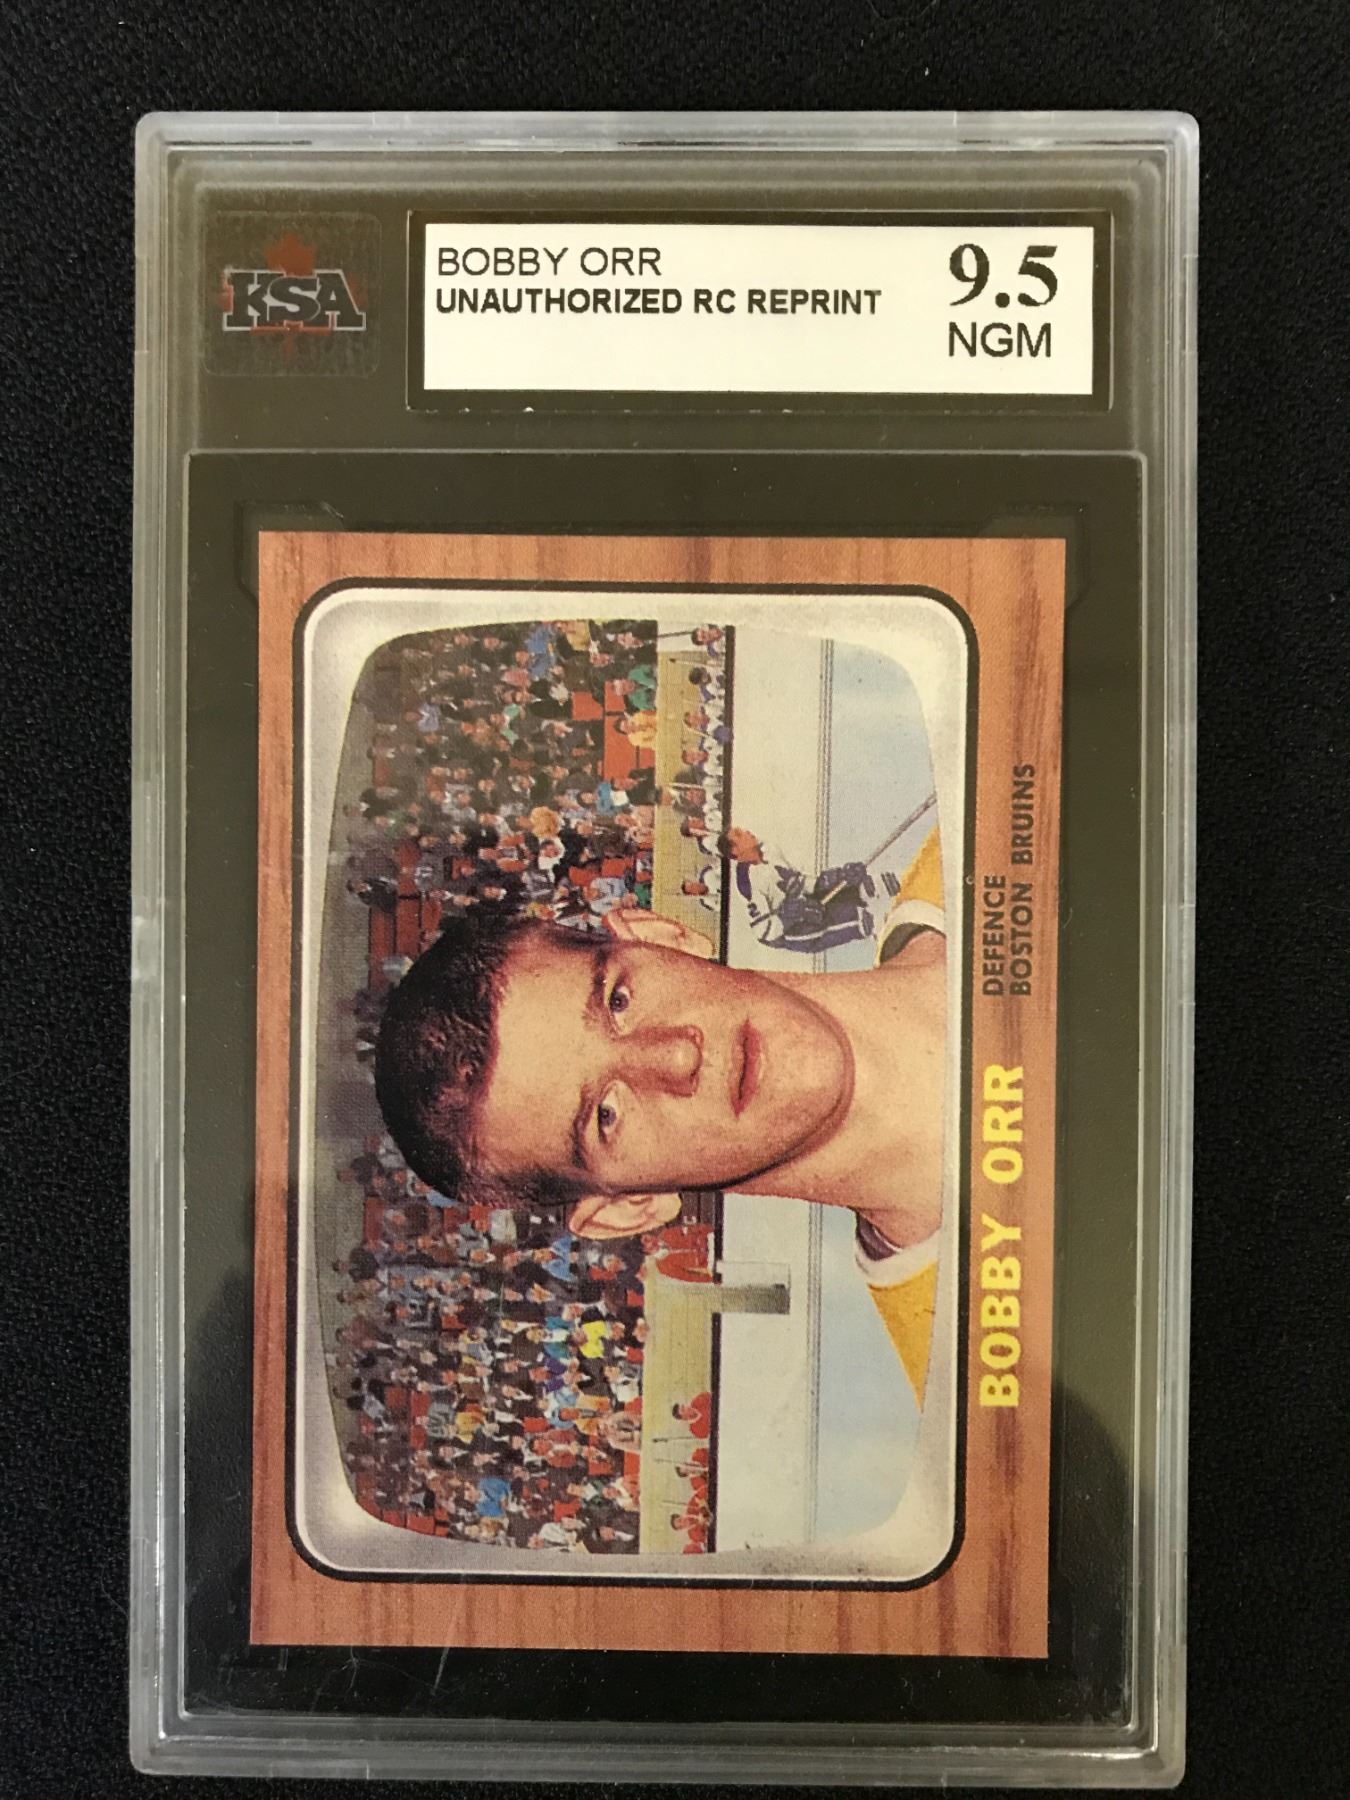 KSA
BOBBY ORR
UNAUTHORIZED RC REPRINT
9.5
NGM
BOBBY ORR
DEFENCE
BOSTON BRUINS